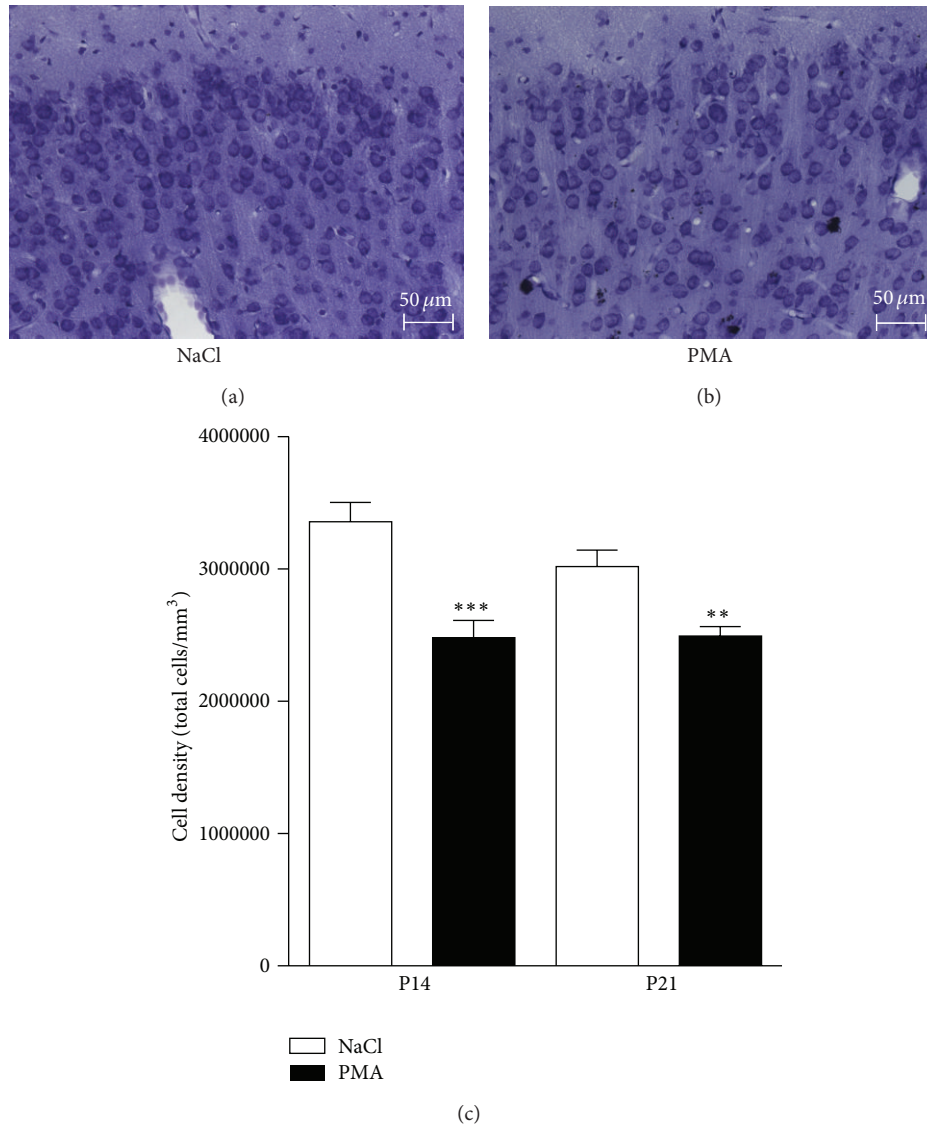 50 μm
50 μm
NaCl
PMA
(a)
(b)
4000000
3000000
2000000
1000000
0
Cell density (total cells/mm³)
***
**
P14
P21
NaCl
PMA
(c)